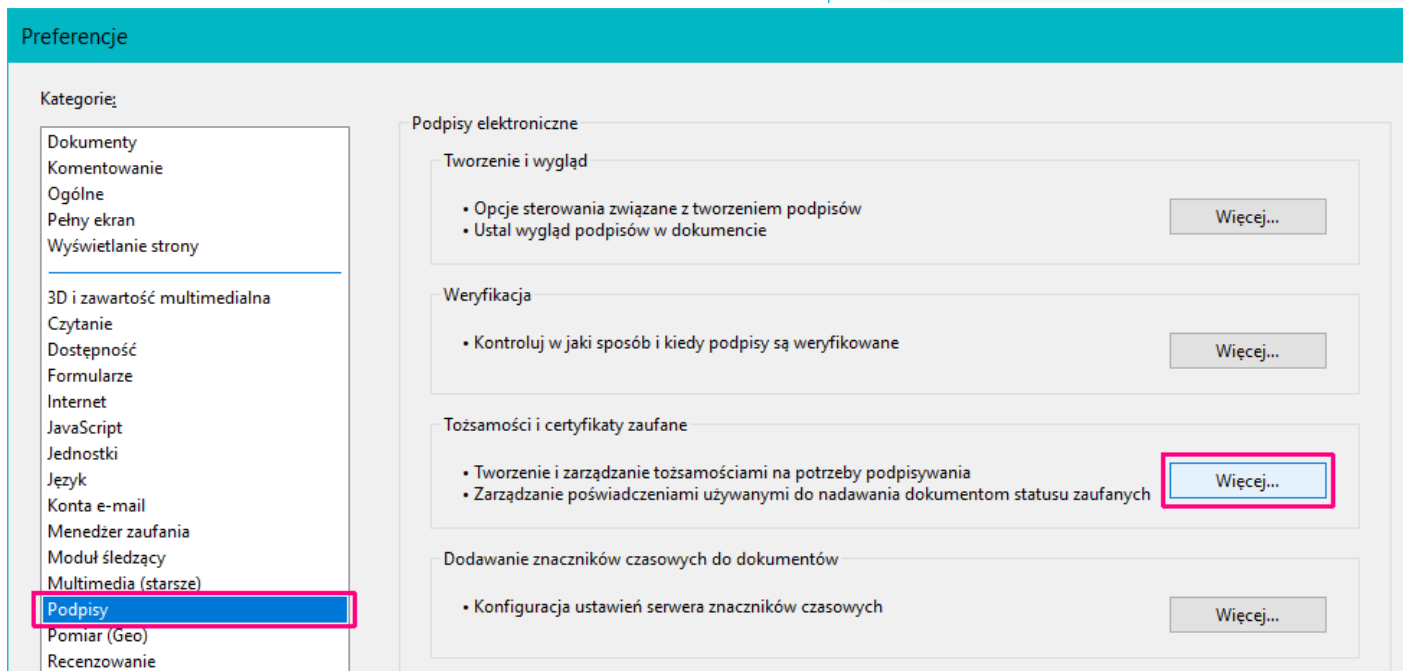 Preferencje
Kategorie:
Dokumenty
Komentowanie
Ogólne
Pełny ekran
Wyświetlanie strony
3D i zawartość multimedialna
Czytanie
Dostępność
Formularze
Internet
JavaScript
Jednostki
Język
Konta e-mail
Menedżer zaufania
Moduł śledzący
Multimedia (starsze)
Podpisy
Pomiar (Geo)
Recenzowanie
Podpisy elektroniczne
Tworzenie i wygląd
• Opcje sterowania związane z tworzeniem podpisów
• Ustal wygląd podpisów w dokumencie
Więcej...
Weryfikacja
• Kontroluj w jaki sposób i kiedy podpisy są weryfikowane
Więcej...
Tożsamości i certyfikaty zaufane
• Tworzenie i zarządzanie tożsamościami na potrzeby podpisywania
• Zarządzanie poświadczeniami używanymi do nadawania dokumentom statusu zaufanych
Więcej...
Dodawanie znaczników czasowych do dokumentów
• Konfiguracja ustawień serwera znaczników czasowych
Więcej...